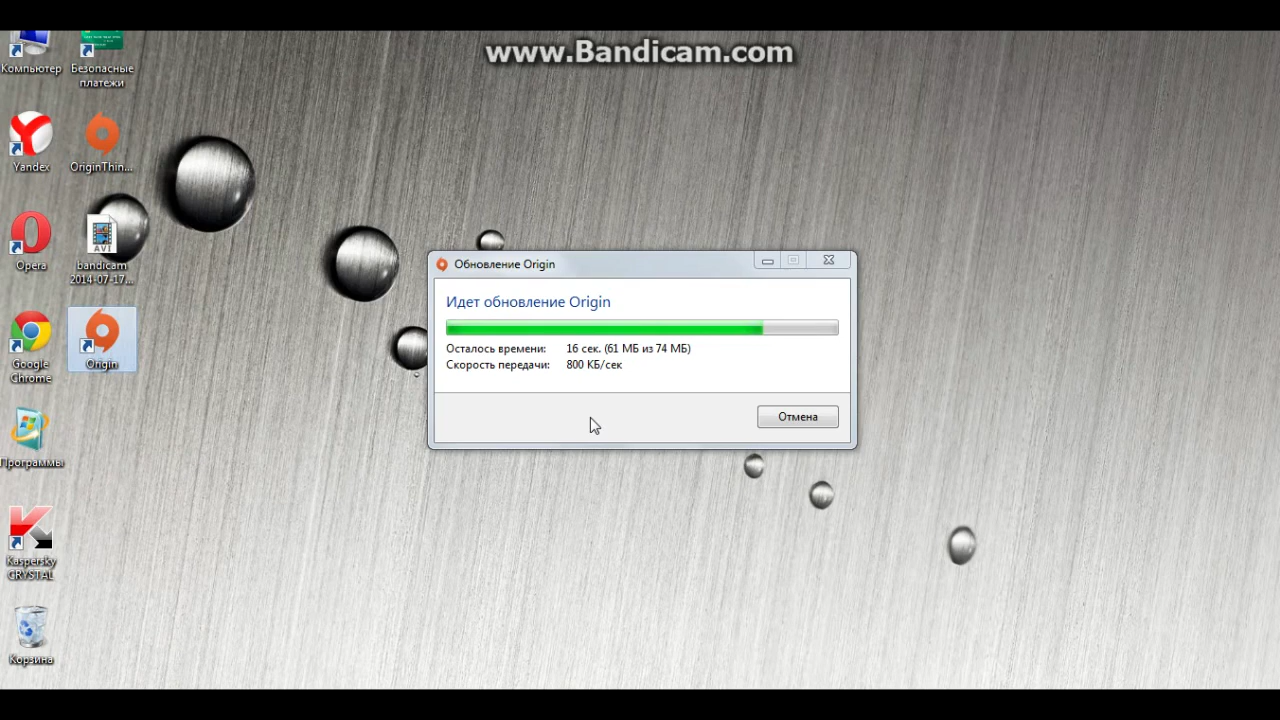 www.Bandicam.com
Компьютер
Безопасные
платежи
Yandex
OriginThin...
Opera
AVI
bandicam
2014-07-17...
Google
Chrome
Origin
Программы
Kaspersky
CRYSTAL
Корзина
Обновление Origin
Идет обновление Origin
Осталось времени: 16 сек. (61 МБ из 74 МБ)
Скорость передачи: 800 КБ/сек
Отмена